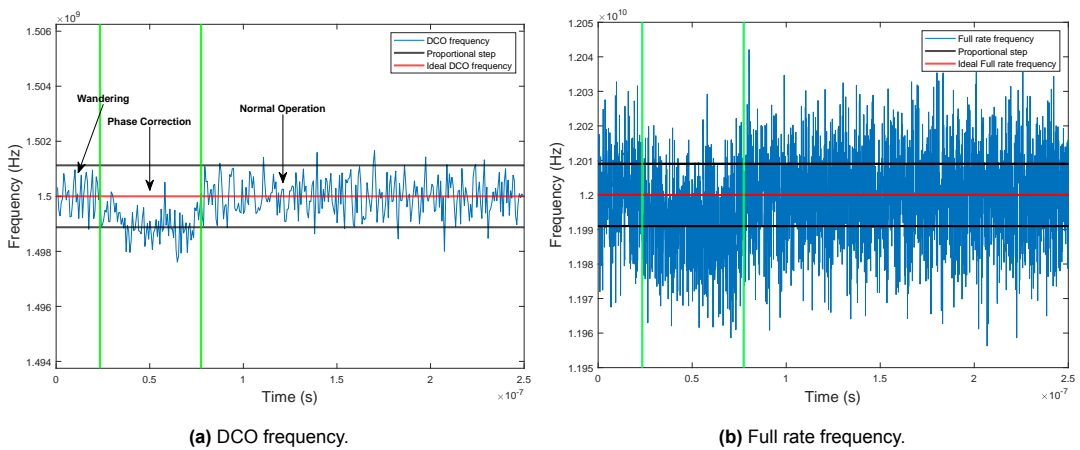 ×10⁹
1.506
1.504
1.502
1.5
1.498
1.496
1.494
Frequency (Hz)
DCO frequency
Proportional step
Ideal DCO frequency
Wandering
Phase Correction
Normal Operation
0
0.5
1
1.5
2
2.5
Time (s)
×10⁻⁷
(a) DCO frequency.
×10¹⁰
1.205
1.204
1.203
1.202
1.201
1.2
1.199
1.198
1.197
1.196
1.195
Frequency (Hz)
Full rate frequency
Proportional step
Ideal Full rate frequency
0
0.5
1
1.5
2
2.5
Time (s)
×10⁻⁷
(b) Full rate frequency.